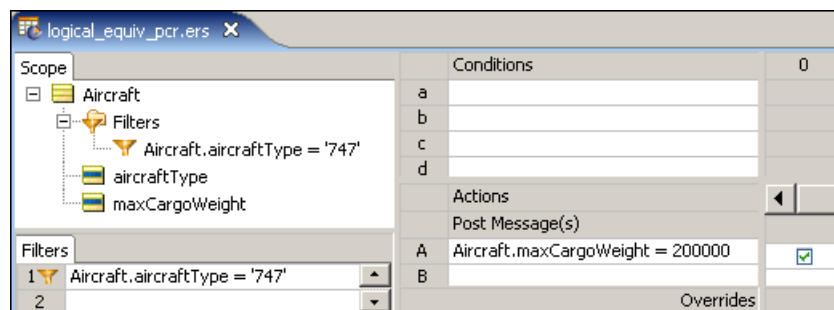 logical_equiv_pcr.ers
Scope
Aircraft
Filters
Aircraft.aircraftType = '747'
aircraftType
maxCargoWeight
Filters
1 Aircraft.aircraftType = '747'
2
Conditions 0
a
b
c
d
Actions
Post Message(s)
A Aircraft.maxCargoWeight = 200000
B
Overrides